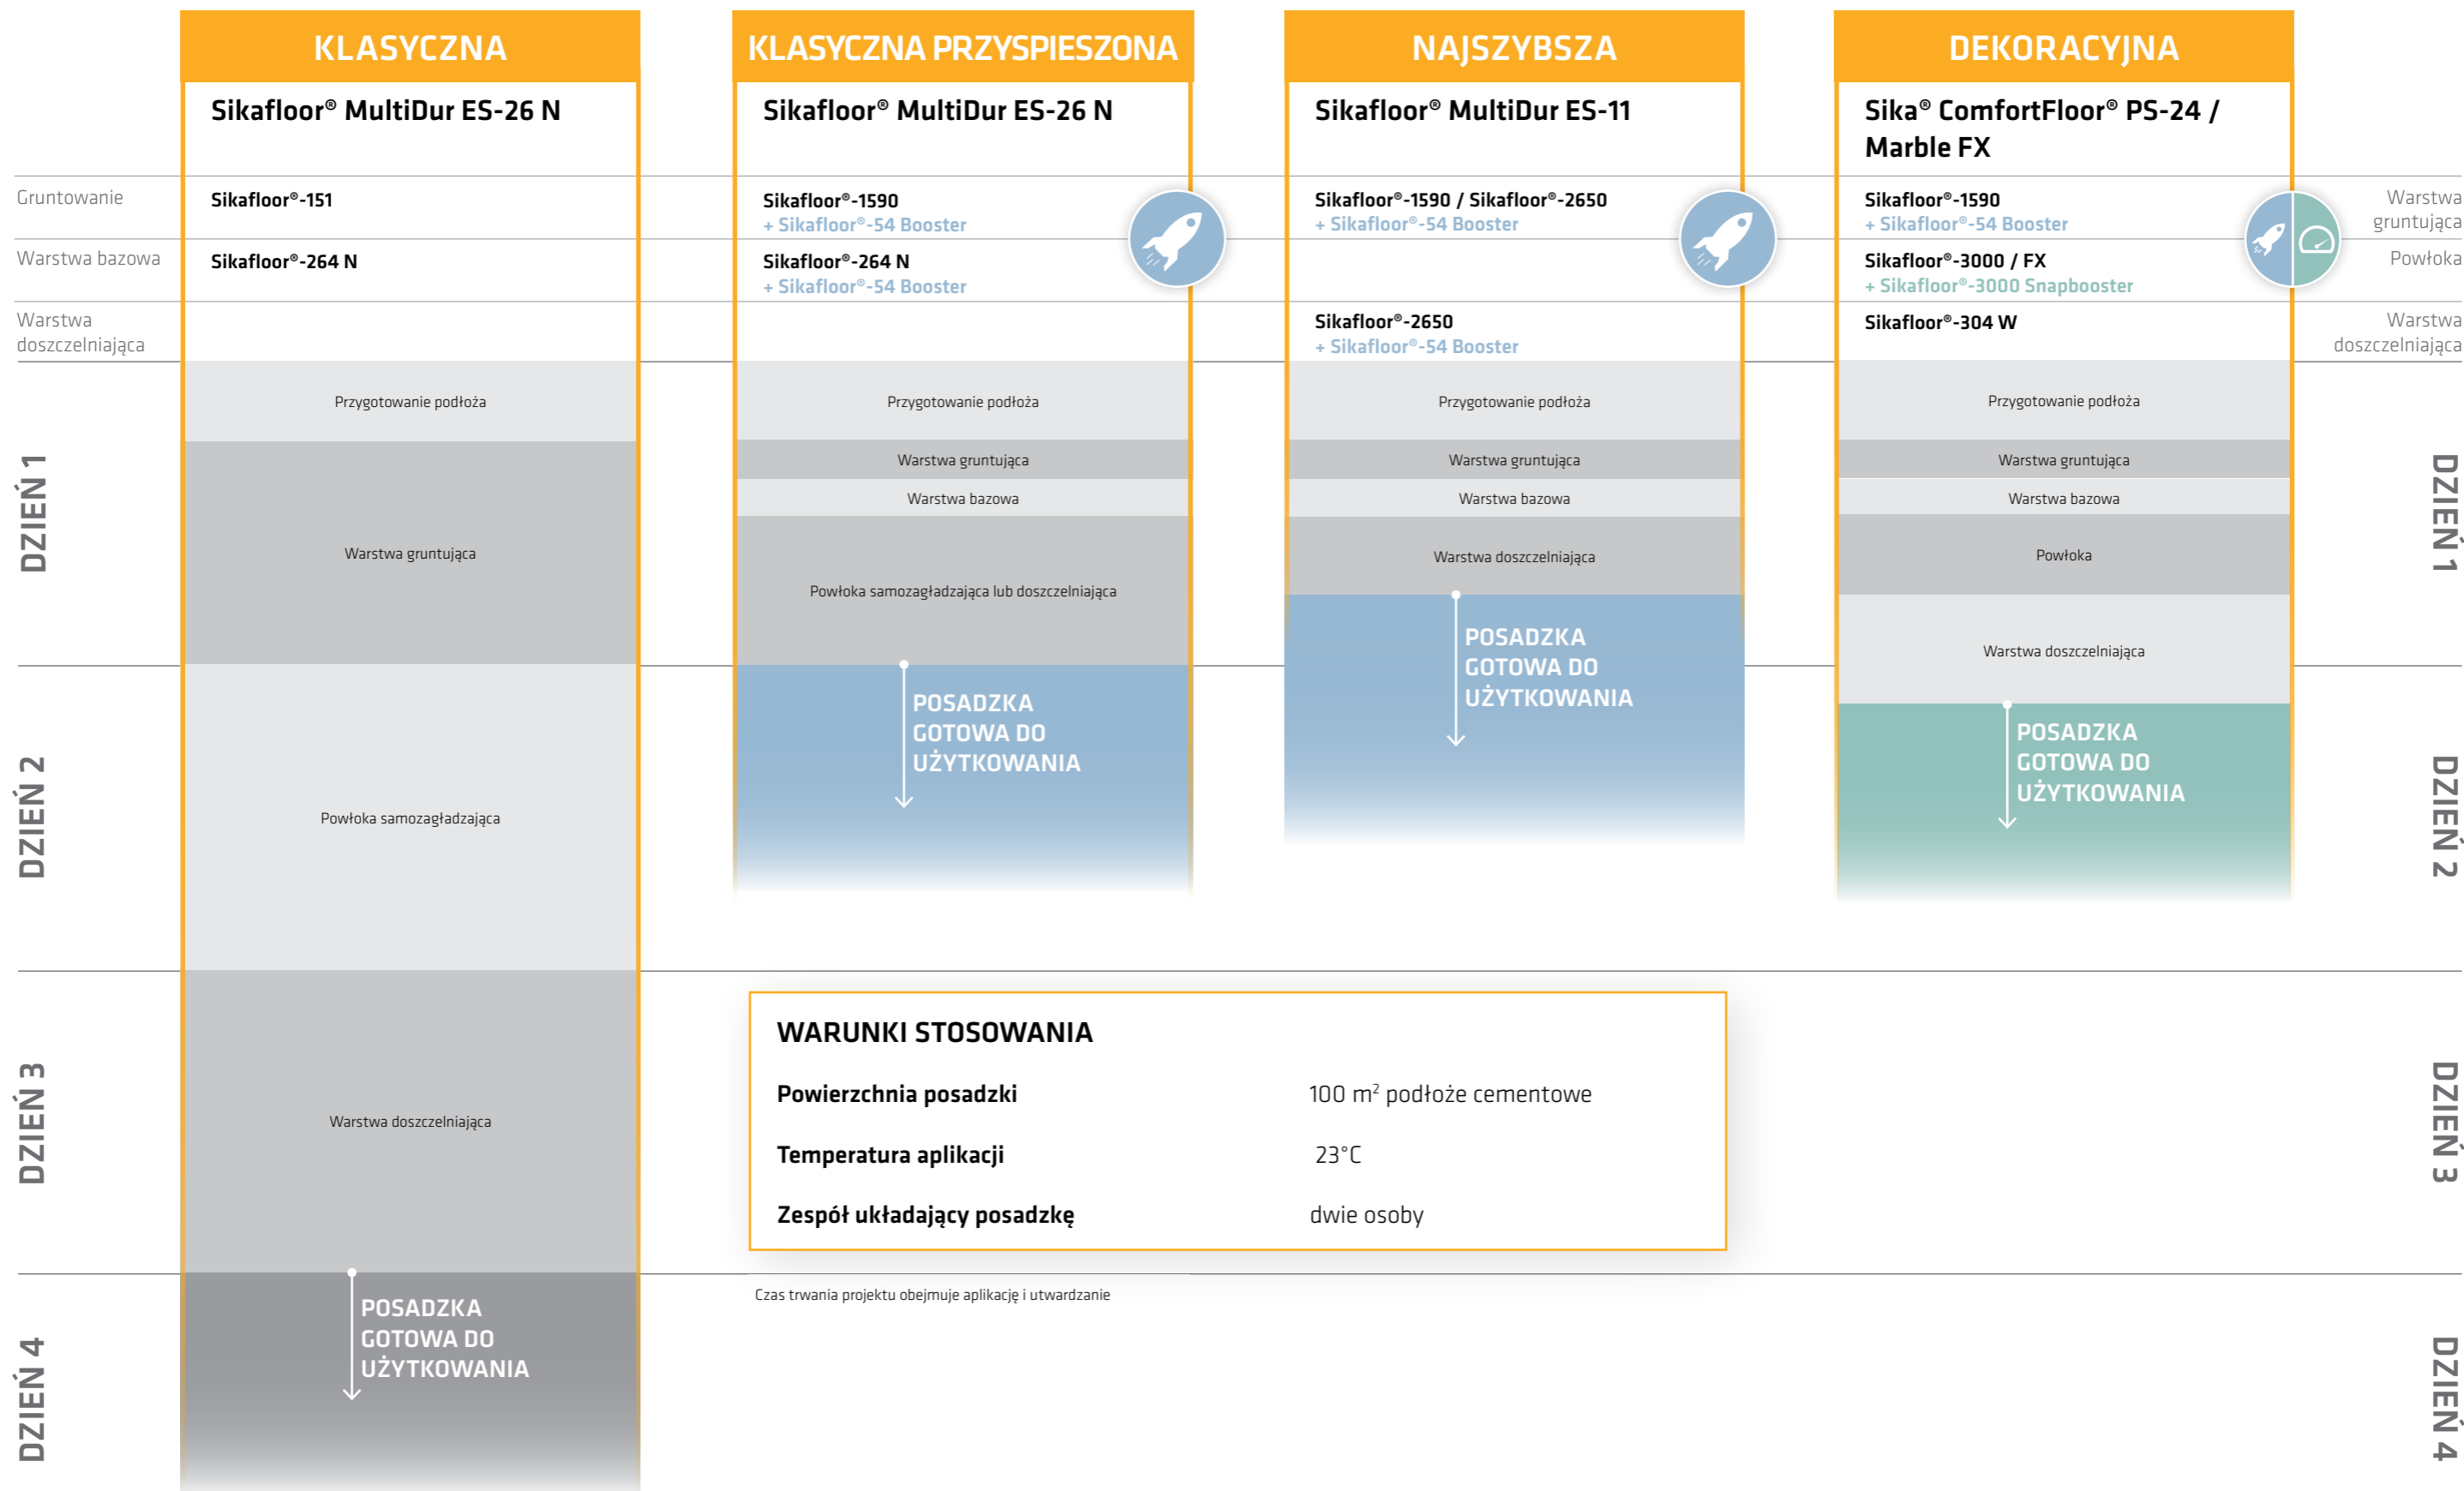 KLASYCZNA
KLASYCZNA PRZYSPIESZONA
NAJSZYBSZA
DEKORACYJNA
Sikafloor® MultiDur ES-26 N
Sikafloor® MultiDur ES-26 N
Sikafloor® MultiDur ES-11
Sika® ComfortFloor® PS-24 /
Marble FX
Gruntowanie
Sikafloor®-151
Sikafloor®-1590
+ Sikafloor®-54 Booster
Sikafloor®-1590 / Sikafloor®-2650
+ Sikafloor®-54 Booster
Sikafloor®-1590
+ Sikafloor®-54 Booster
Warstwa
gruntująca
Warstwa bazowa
Sikafloor®-264 N
Sikafloor®-264 N
+ Sikafloor®-54 Booster
Sikafloor®-3000 / FX
+ Sikafloor®-3000 Snapbooster
Powłoka
Warstwa
doszczelniająca
Sikafloor®-2650
+ Sikafloor®-54 Booster
Sikafloor®-304 W
Warstwa
doszczelniająca
DZIEŃ 1
DZIEŃ 2
DZIEŃ 3
DZIEŃ 4
Przygotowanie podłoża
Warstwa gruntująca
Powłoka samozagładzająca
Warstwa doszczelniająca
POSADZKA
GOTOWA DO
UŻYTKOWANIA
Przygotowanie podłoża
Warstwa gruntująca
Warstwa bazowa
Powłoka samozagładzająca lub doszczelniająca
POSADZKA
GOTOWA DO
UŻYTKOWANIA
Przygotowanie podłoża
Warstwa gruntująca
Warstwa bazowa
Warstwa doszczelniająca
POSADZKA
GOTOWA DO
UŻYTKOWANIA
Przygotowanie podłoża
Warstwa gruntująca
Warstwa bazowa
Powłoka
Warstwa doszczelniająca
POSADZKA
GOTOWA DO
UŻYTKOWANIA
DZIEŃ 1
DZIEŃ 2
DZIEŃ 3
DZIEŃ 4
WARUNKI STOSOWANIA
Powierzchnia posadzki 100 m² podłoże cementowe
Temperatura aplikacji 23°C
Zespół układający posadzkę dwie osoby
Czas trwania projektu obejmuje aplikację i utwardzanie